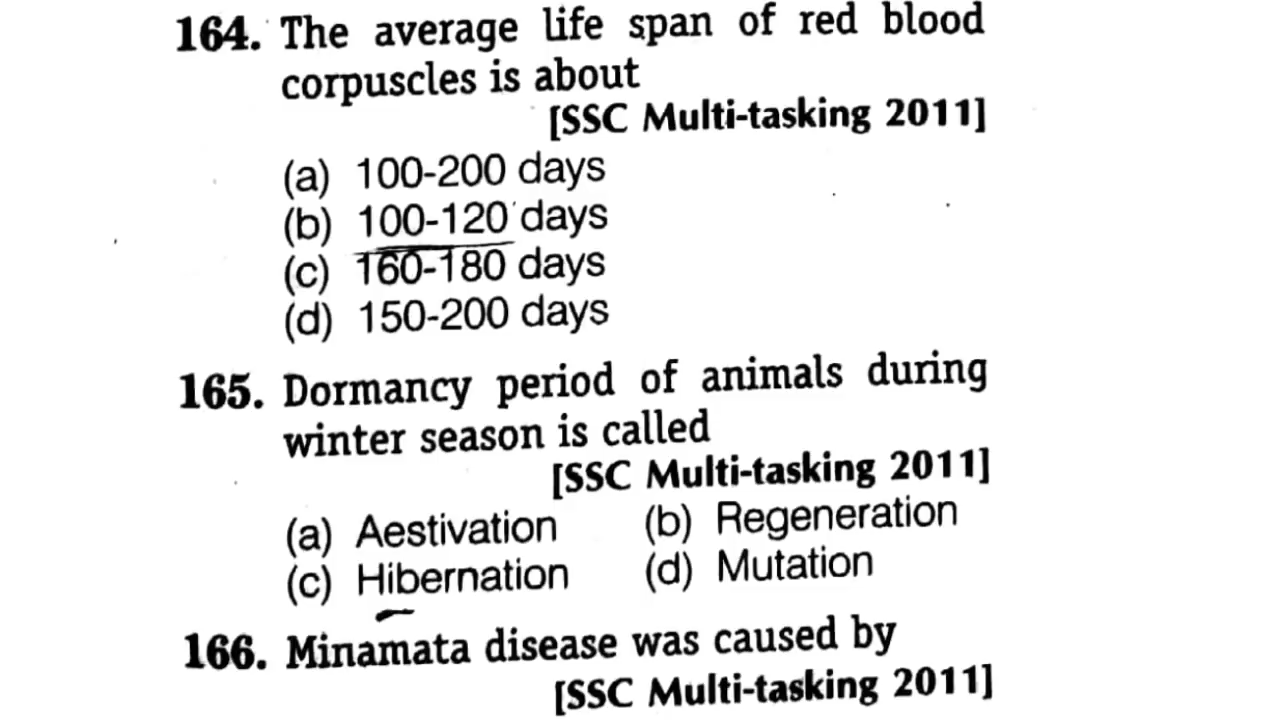 164. The average life span of red blood
corpuscles is about
[SSC Multi-tasking 2011]
(a) 100-200 days
(b) 100-120 days
(c) 160-180 days
(d) 150-200 days
165. Dormancy period of animals during
winter season is called
[SSC Multi-tasking 2011]
(a) Aestivation (b) Regeneration
(c) Hibernation (d) Mutation
166. Minamata disease was caused by
[SSC Multi-tasking 2011]